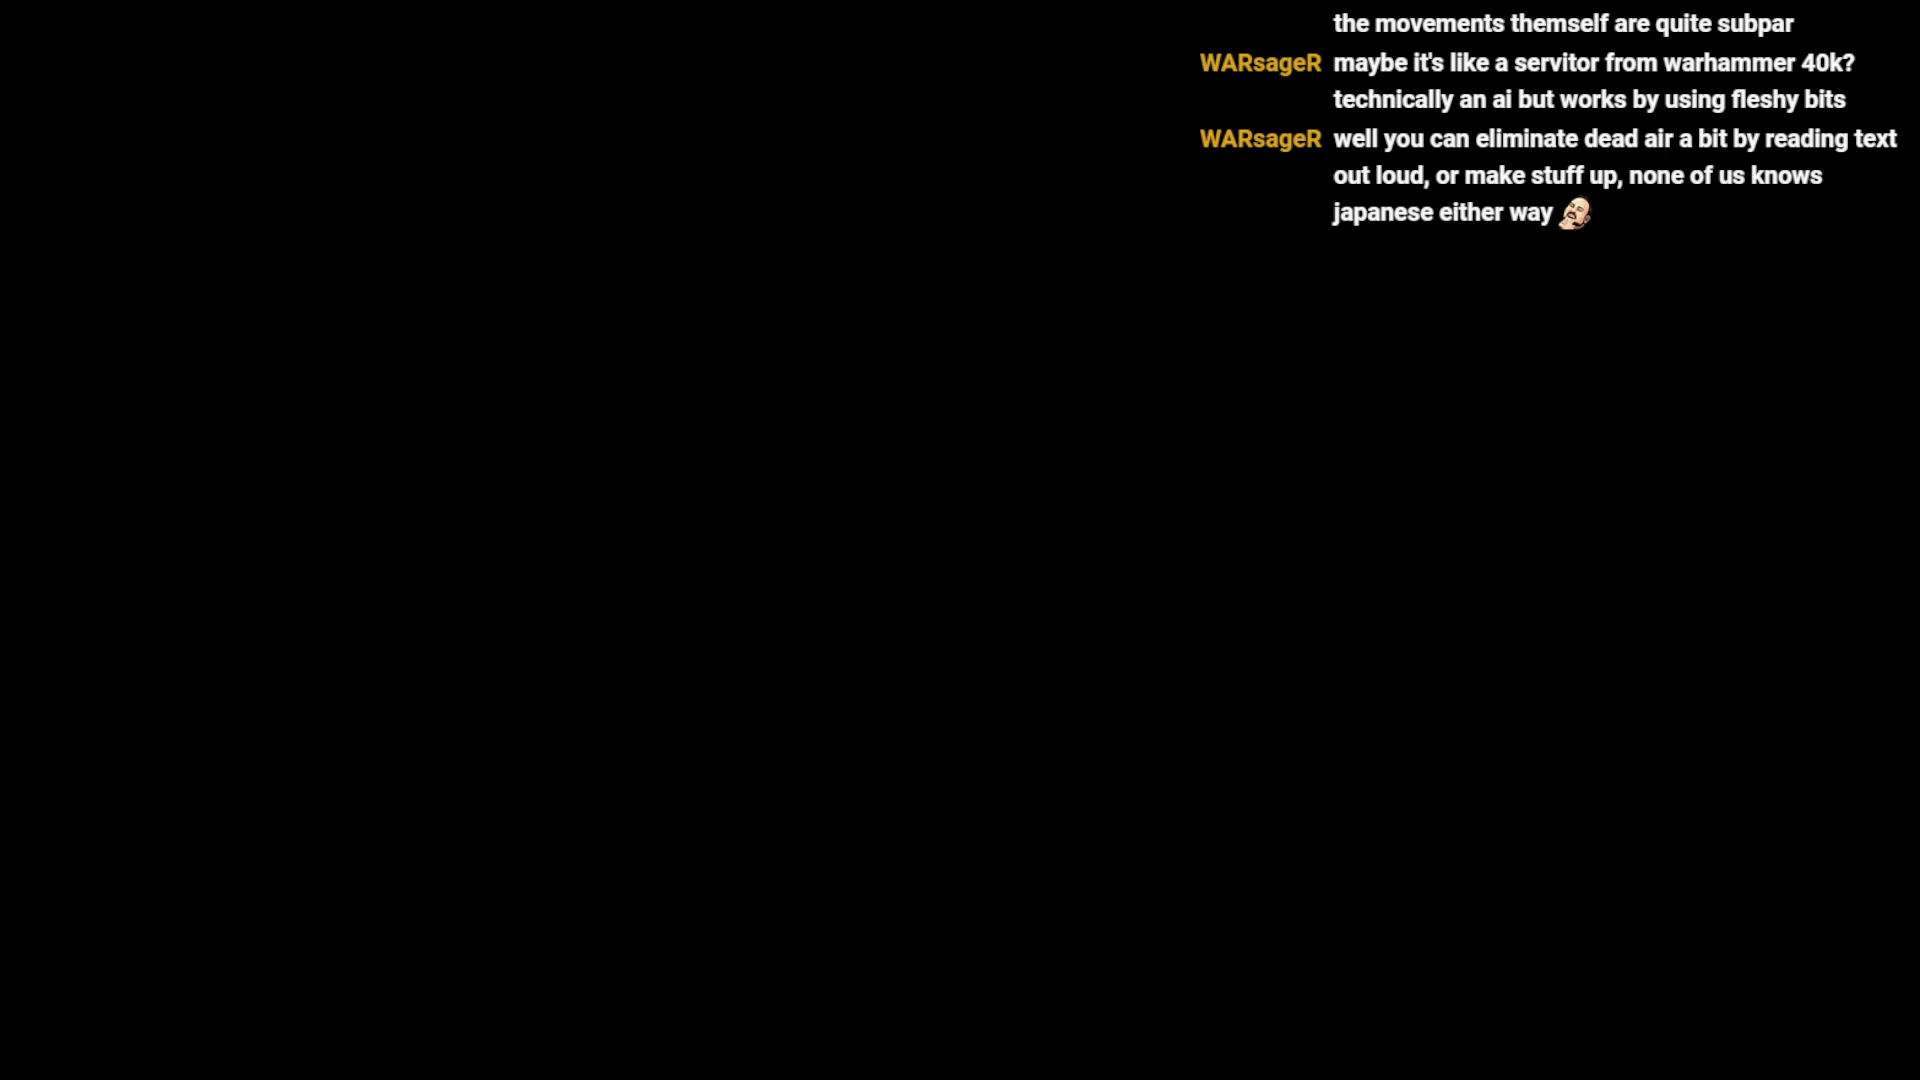 the movements themself are quite subpar
WARsageR maybe it's like a servitor from warhammer 40k?
technically an ai but works by using fleshy bits
WARsageR well you can eliminate dead air a bit by reading text
out loud, or make stuff up, none of us knows
japanese either way